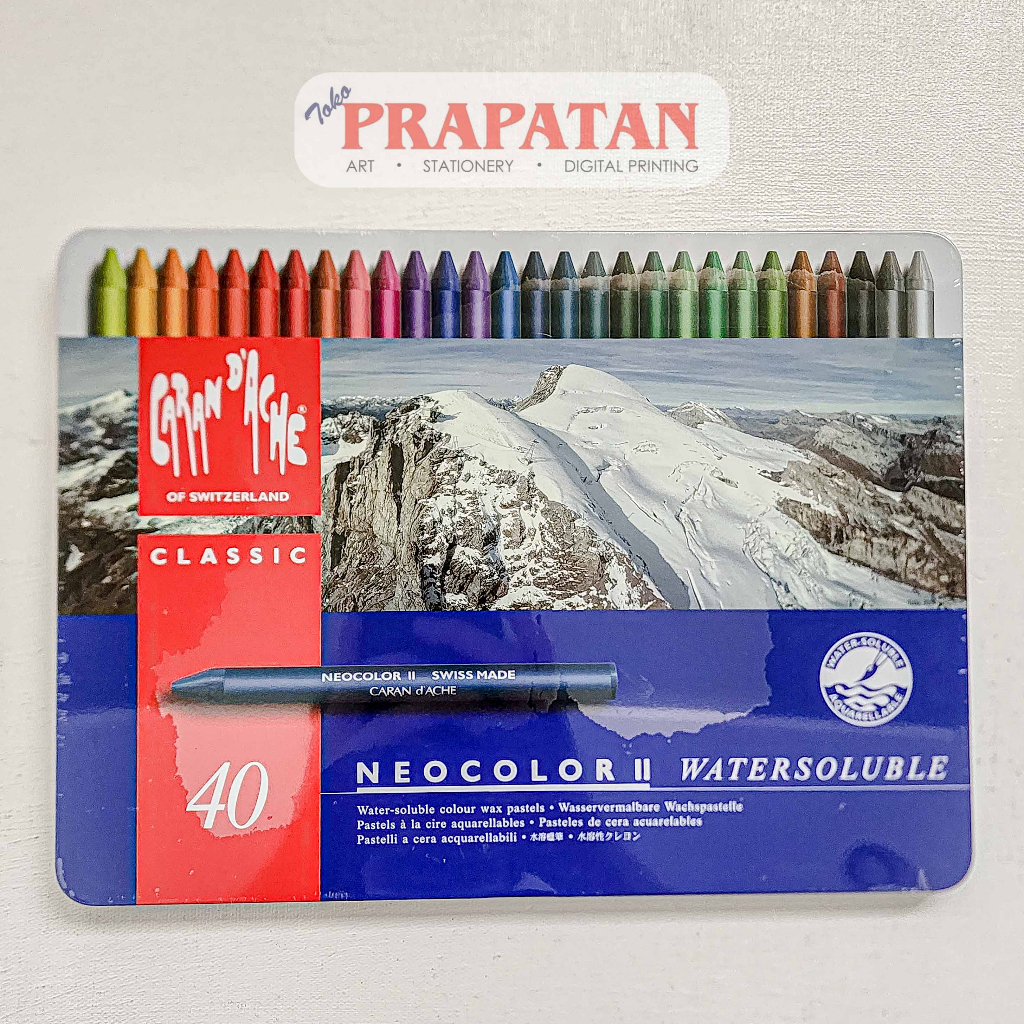 Toko
PRAPATAN
ART • STATIONERY • DIGITAL PRINTING
CARAN D'ACHE®
OF SWITZERLAND
CLASSIC
NEOCOLOR II SWISS MADE
CARAN d'ACHE
WATER-SOLUBLE
AQUARELLABLE
40
NEOCOLOR II WATERSOLUBLE
Water-soluble colour wax pastels • Wasservermalbare Wachspastelle
Pastels à la cire aquarellables • Pasteles de cera acuarelables
Pastelli a cera acquarellabili • 水溶蠟筆 • 水溶性クレヨン